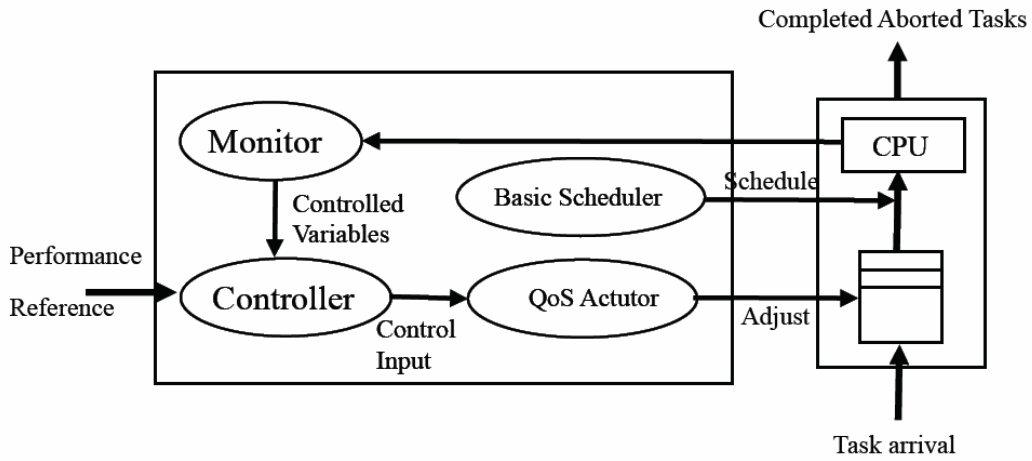 Completed Aborted Tasks
Monitor
CPU
Basic Scheduler
Schedule
Controlled
Variables
Performance
Reference
Controller
QoS Actutor
Control
Input
Adjust
Task arrival